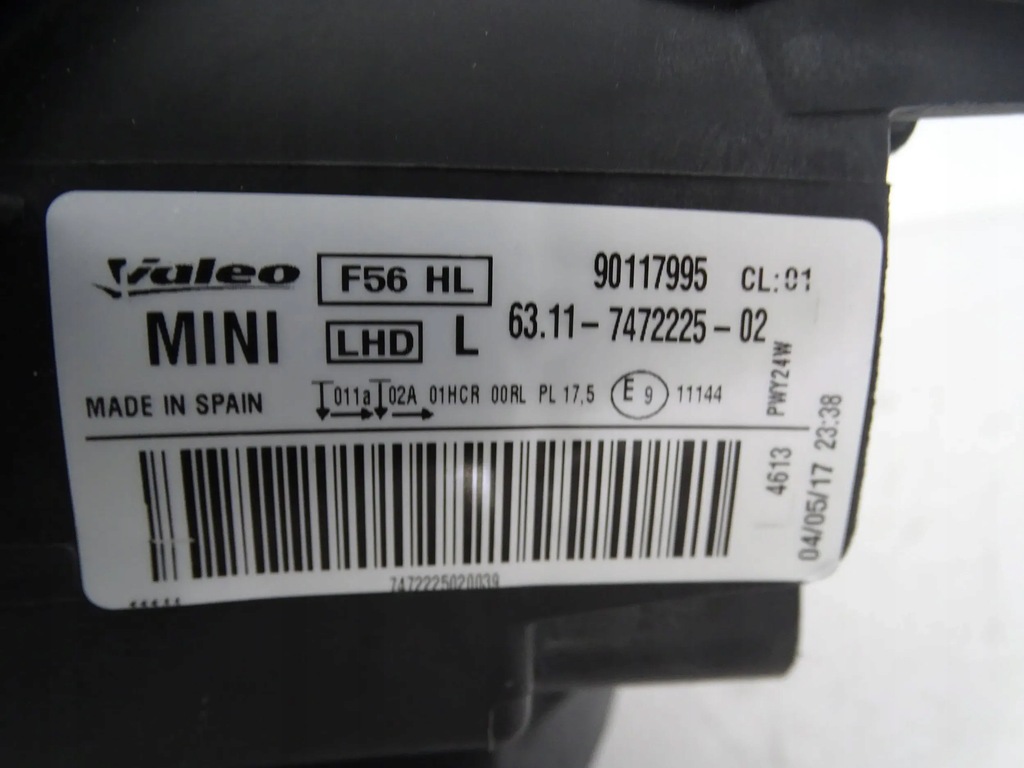 Valeo F56 HL 90117995 CL:01
MINI LHD L 63.11-7472225-02
MADE IN SPAIN 011a 02A 01HCR 00RL PL 17,5 E9 11144
PWY24W
4613
04/05/17 23:38
7472225020039